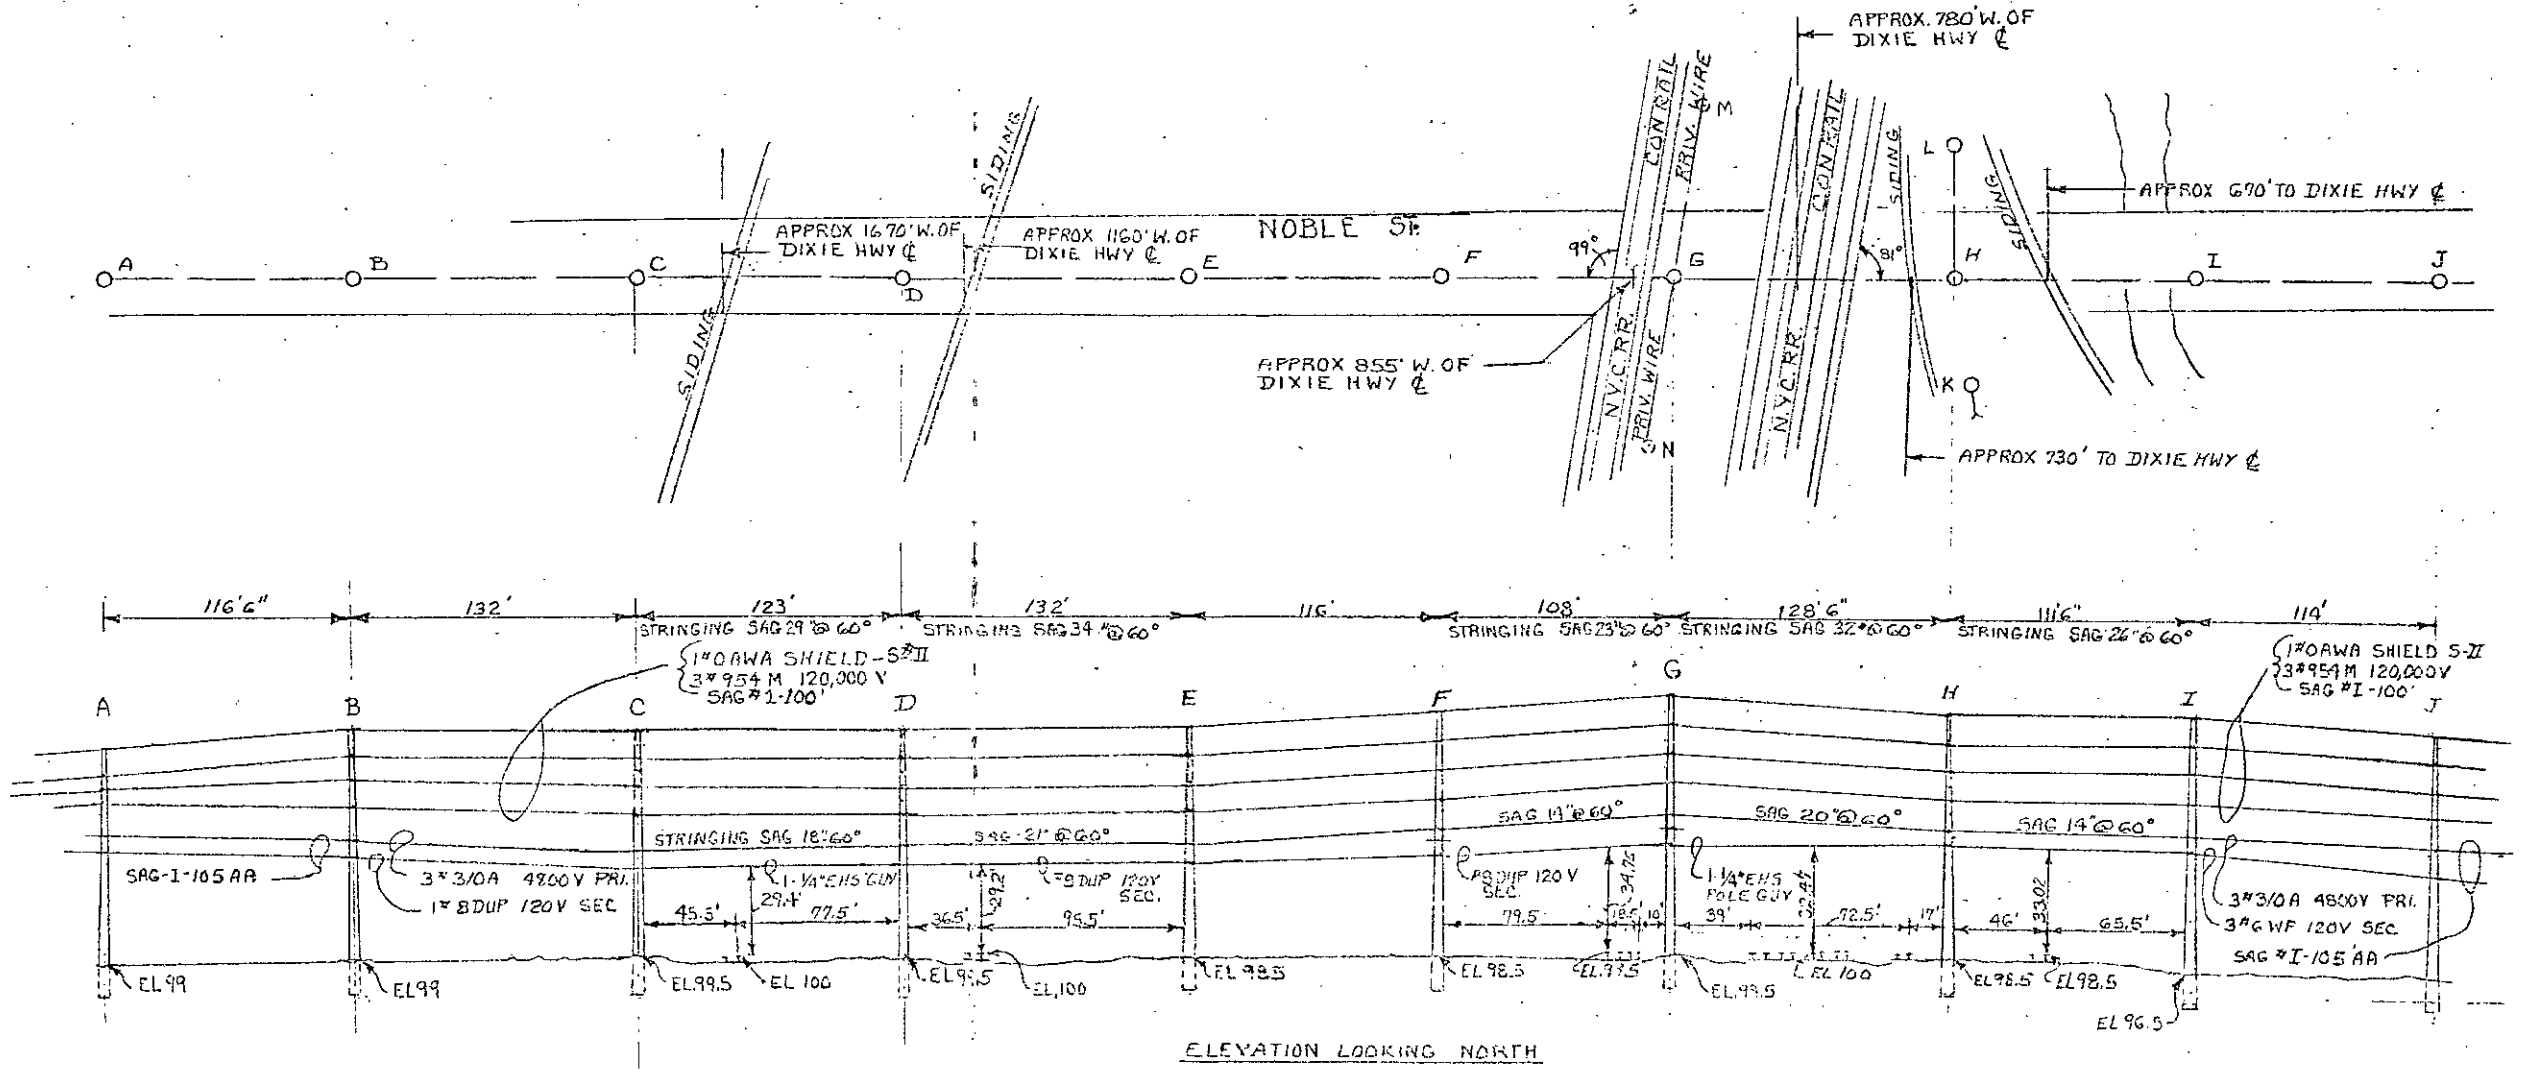 APPROX. 780' W. OF
DIXIE HWY ℄
CONRAIL
PRIV. WIRE
M
CONRAIL
SIDING
L
SIDING
APPROX 670' TO DIXIE HWY ℄
SIDING
SIDING
NOBLE ST.
APPROX 1670' W. OF
DIXIE HWY ℄
APPROX 1160' W. OF
DIXIE HWY ℄
99°
81°
A
B
C
D
E
F
G
H
I
J
SIDING
APPROX 855' W. OF
DIXIE HWY ℄
N.Y.C. RR.
PRIV. WIRE
N
N.Y.C. RR.
K
APPROX 730' TO DIXIE HWY ℄
116'6"
132'
123'
132'
116'
108'
128'6"
111'6"
114'
STRINGING SAG 29"@ 60°
STRINGING SAG 34"@ 60°
STRINGING SAG 23"@ 60°
STRINGING SAG 32"@ 60°
STRINGING SAG 26"@ 60°
1#0AWA SHIELD-S#II
3#954 M 120,000 V
SAG #1-100'
1#0AWA SHIELD S-II
3#954M 120,000V
SAG #I-100'
A
B
C
D
E
F
G
H
I
J
STRINGING SAG 18"60°
SAG-21"@ 60°
SAG 14"@ 60°
SAG 20"@ 60°
SAG 14"@ 60°
SAG-I-105 AA
3#3/0A 4800V PRI.
1#8DUP 120V SEC
1-1/4"EHS GUY
29.4'
#8DUP 120V
SEC.
29.2'
#8DUP 120V
SEC.
34.75
1-1/4"EHS
POLE GUY
33.02
3#3/0A 4800V PRI.
3#6 WF 120V SEC
SAG #I-105'AA
45.5'
77.5'
36.5'
95.5'
79.5'
18.5'
10'
39'
72.5'
17'
46'
65.5'
EL 99
EL 99
EL 99.5
EL 100
EL 100
EL 98.5
EL 98.5
EL 100
EL 98.5
EL 98.5
EL 96.5
ELEVATION LOOKING NORTH